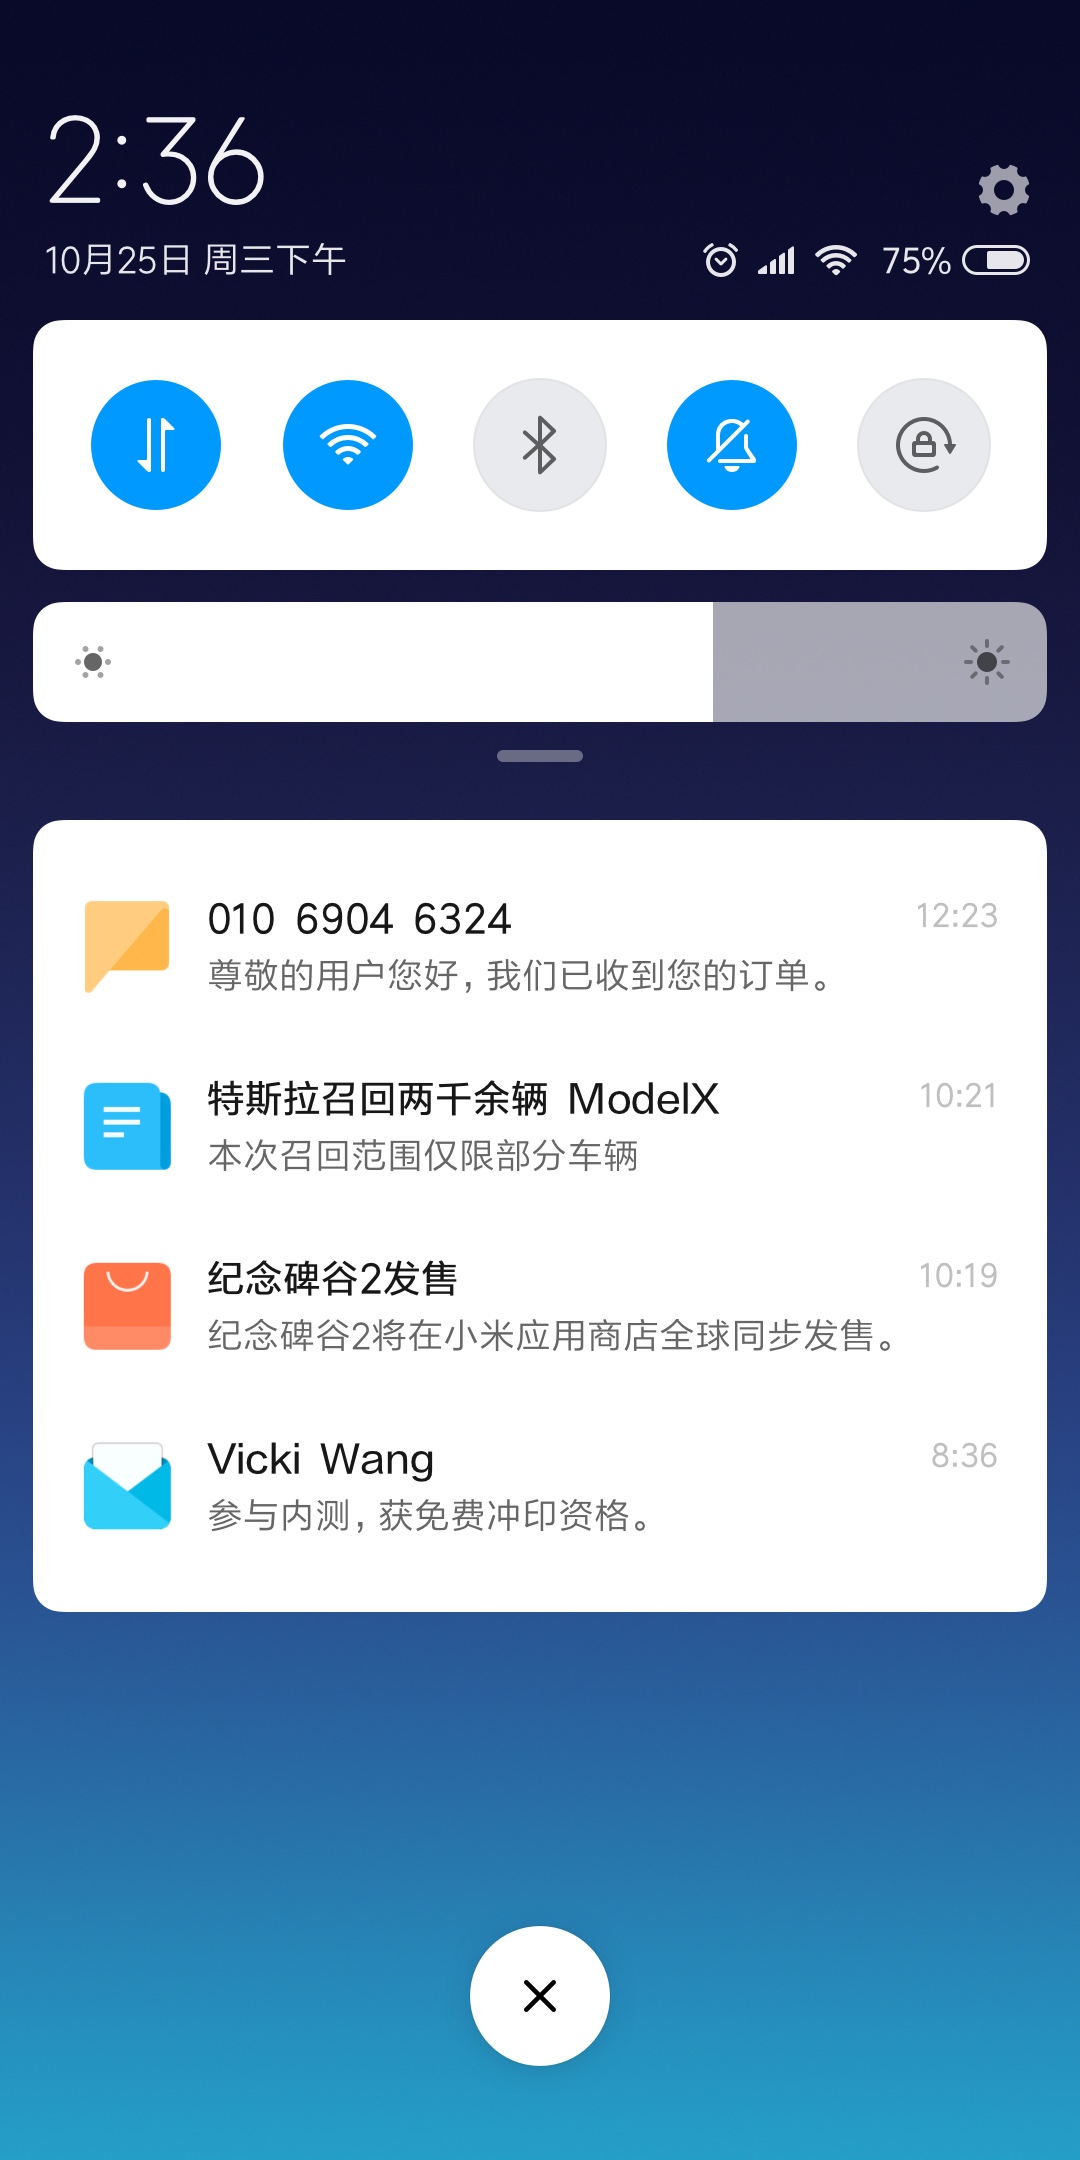 2:36
10月25日 周三下午
75%
010 6904 6324
12:23
尊敬的用户您好，我们已收到您的订单。
特斯拉召回两千余辆 ModelX
10:21
本次召回范围仅限部分车辆
纪念碑谷2发售
10:19
纪念碑谷2将在小米应用商店全球同步发售。
Vicki Wang
8:36
参与内测，获免费冲印资格。